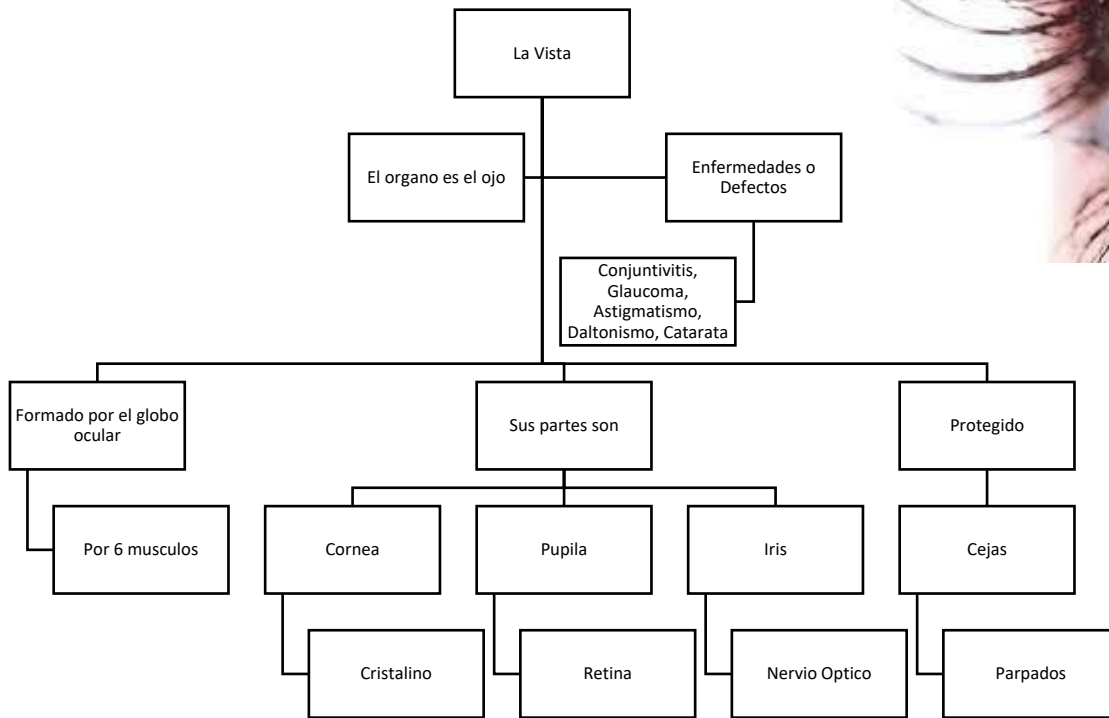 La Vista
El organo es el ojo
Enfermedades o
Defectos
Conjuntivitis,
Glaucoma,
Astigmatismo,
Daltonismo, Catarata
Formado por el globo
ocular
Sus partes son
Protegido
Por 6 musculos
Cornea
Pupila
Iris
Cejas
Cristalino
Retina
Nervio Optico
Parpados